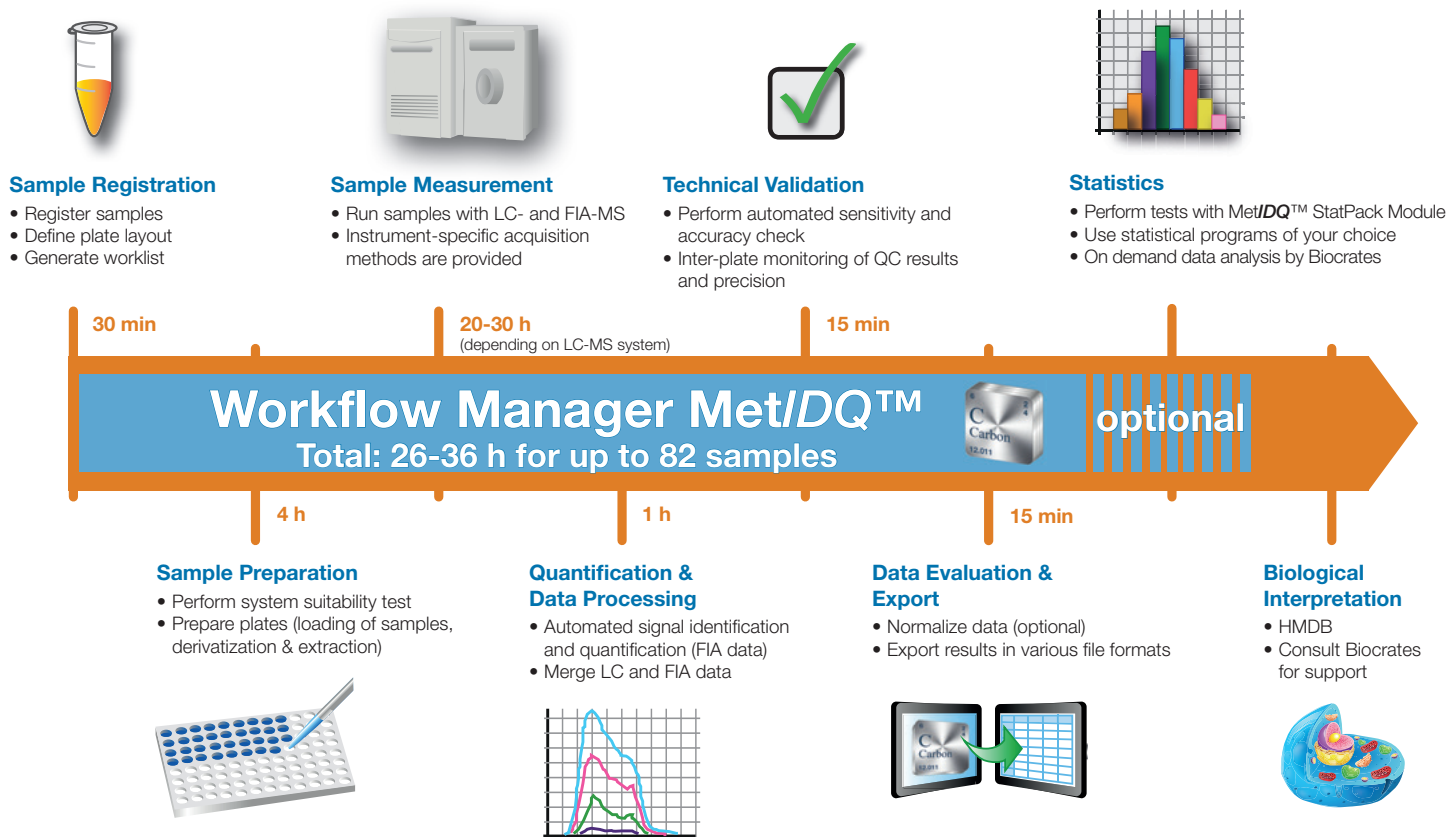 Sample Registration
• Register samples
• Define plate layout
• Generate worklist
30 min
Sample Measurement
• Run samples with LC- and FIA-MS
• Instrument-specific acquisition
methods are provided
20-30 h
(depending on LC-MS system)
Technical Validation
• Perform automated sensitivity and
accuracy check
• Inter-plate monitoring of QC results
and precision
15 min
Statistics
• Perform tests with MetIDQ™ StatPack Module
• Use statistical programs of your choice
• On demand data analysis by Biocrates
Workflow Manager MetIDQ™
Total: 26-36 h for up to 82 samples
C
Carbon
12.011
optional
4 h
Sample Preparation
• Perform system suitability test
• Prepare plates (loading of samples,
derivatization & extraction)
1 h
Quantification &
Data Processing
• Automated signal identification
and quantification (FIA data)
• Merge LC and FIA data
15 min
Data Evaluation &
Export
• Normalize data (optional)
• Export results in various file formats
C
Carbon
12.011
Biological
Interpretation
• HMDB
• Consult Biocrates
for support